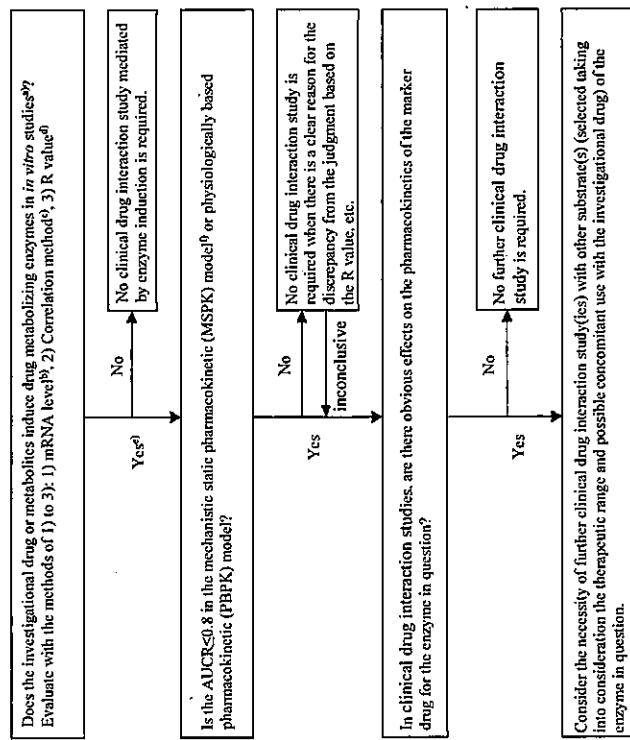 Does the investigational drug or metabolites induce drug metabolizing enzymes in in vitro studiesᵃ⁾?
Evaluate with the methods of 1) to 3): 1) mRNA levelᵇ⁾, 2) Correlation methodᶜ⁾, 3) R valueᵈ⁾
No
No clinical drug interaction study mediated
by enzyme induction is required.
Yesᵉ⁾
Is the AUCR≤0.8 in the mechanistic static pharmacokinetic (MSPK) modelᶠ⁾ or physiologically based
pharmacokinetic (PBPK) model?
No
No clinical drug interaction study is
required when there is a clear reason for the
discrepancy from the judgment based on
the R value, etc.
inconclusive
Yes
In clinical drug interaction studies, are there obvious effects on the pharmacokinetics of the marker
drug for the enzyme in question?
No
No further clinical drug interaction
study is required.
Yes
Consider the necessity of further clinical drug interaction study(ies) with other substrate(s) (selected taking
into consideration the therapeutic range and possible concomitant use with the investigational drug) of the
enzyme in question.